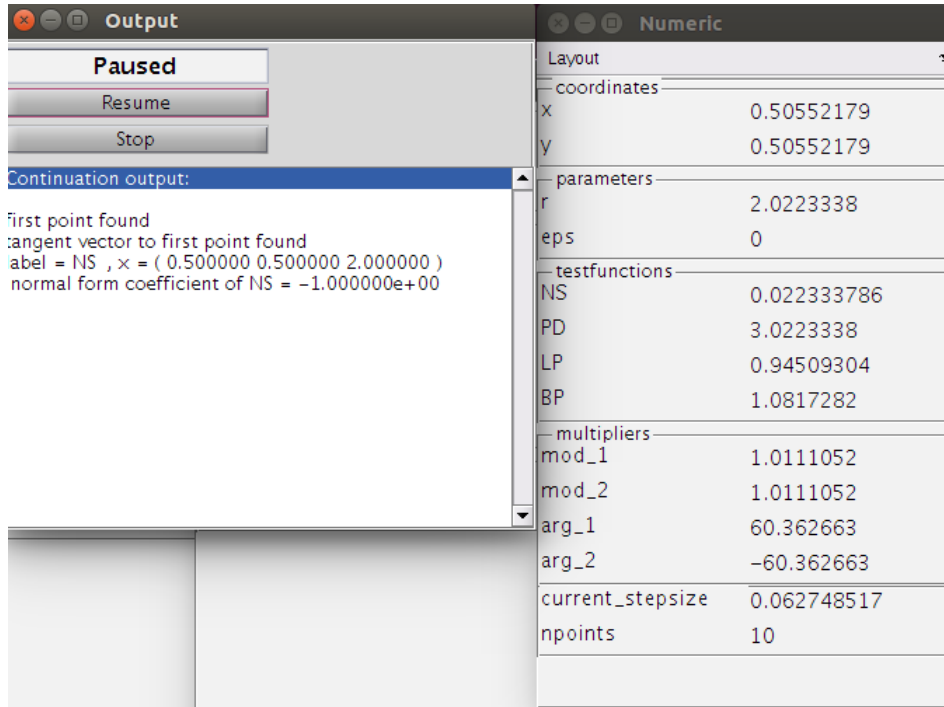 Output
Paused
Resume
Stop
Continuation output:
first point found
tangent vector to first point found
label = NS , x = ( 0.500000 0.500000 2.000000 )
normal form coefficient of NS = −1.000000e+00
Numeric
Layout
coordinates
x 0.50552179
y 0.50552179
parameters
r 2.0223338
eps 0
testfunctions
NS 0.022333786
PD 3.0223338
LP 0.94509304
BP 1.0817282
multipliers
mod_1 1.0111052
mod_2 1.0111052
arg_1 60.362663
arg_2 −60.362663
current_stepsize 0.062748517
npoints 10